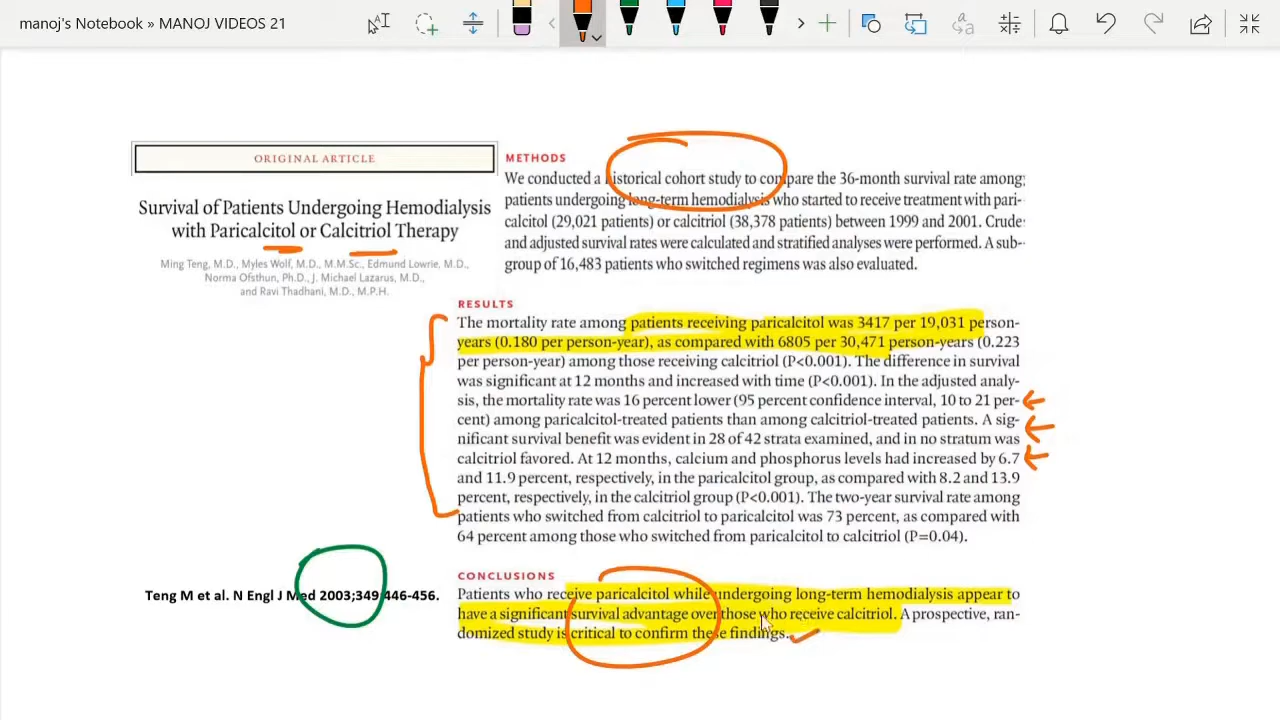 manoj's Notebook » MANOJ VIDEOS 21
ORIGINAL ARTICLE
Survival of Patients Undergoing Hemodialysis
with Paricalcitol or Calcitriol Therapy
Ming Teng, M.D., Myles Wolf, M.D., M.M.Sc., Edmund Lowrie, M.D.,
Norma Ofsthun, Ph.D., J. Michael Lazarus, M.D.,
and Ravi Thadhani, M.D., M.P.H.
METHODS
We conducted a historical cohort study to compare the 36-month survival rate among
patients undergoing long-term hemodialysis who started to receive treatment with pari-
calcitol (29,021 patients) or calcitriol (38,378 patients) between 1999 and 2001. Crude
and adjusted survival rates were calculated and stratified analyses were performed. A sub-
group of 16,483 patients who switched regimens was also evaluated.
RESULTS
The mortality rate among patients receiving paricalcitol was 3417 per 19,031 person-
years (0.180 per person-year), as compared with 6805 per 30,471 person-years (0.223
per person-year) among those receiving calcitriol (P<0.001). The difference in survival
was significant at 12 months and increased with time (P<0.001). In the adjusted analy-
sis, the mortality rate was 16 percent lower (95 percent confidence interval, 10 to 21 per-
cent) among paricalcitol-treated patients than among calcitriol-treated patients. A sig-
nificant survival benefit was evident in 28 of 42 strata examined, and in no stratum was
calcitriol favored. At 12 months, calcium and phosphorus levels had increased by 6.7
and 11.9 percent, respectively, in the paricalcitol group, as compared with 8.2 and 13.9
percent, respectively, in the calcitriol group (P<0.001). The two-year survival rate among
patients who switched from calcitriol to paricalcitol was 73 percent, as compared with
64 percent among those who switched from paricalcitol to calcitriol (P=0.04).
CONCLUSIONS
Patients who receive paricalcitol while undergoing long-term hemodialysis appear to
have a significant survival advantage over those who receive calcitriol. A prospective, ran-
domized study is critical to confirm these findings.
Teng M et al. N Engl J Med 2003;349:446-456.